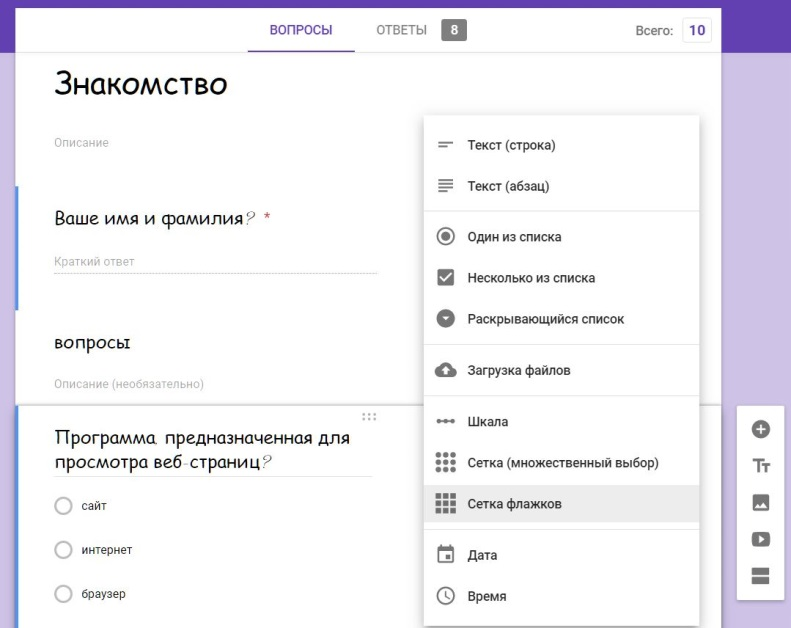 ВОПРОСЫ
ОТВЕТЫ 8
Всего: 10
Знакомство
Описание
Ваше имя и фамилия? *
Краткий ответ
вопросы
Описание (необязательно)
Программа, предназначенная для
просмотра веб-страниц?
сайт
интернет
браузер
Текст (строка)
Текст (абзац)
Один из списка
Несколько из списка
Раскрывающийся список
Загрузка файлов
Шкала
Сетка (множественный выбор)
Сетка флажков
Дата
Время
Тт